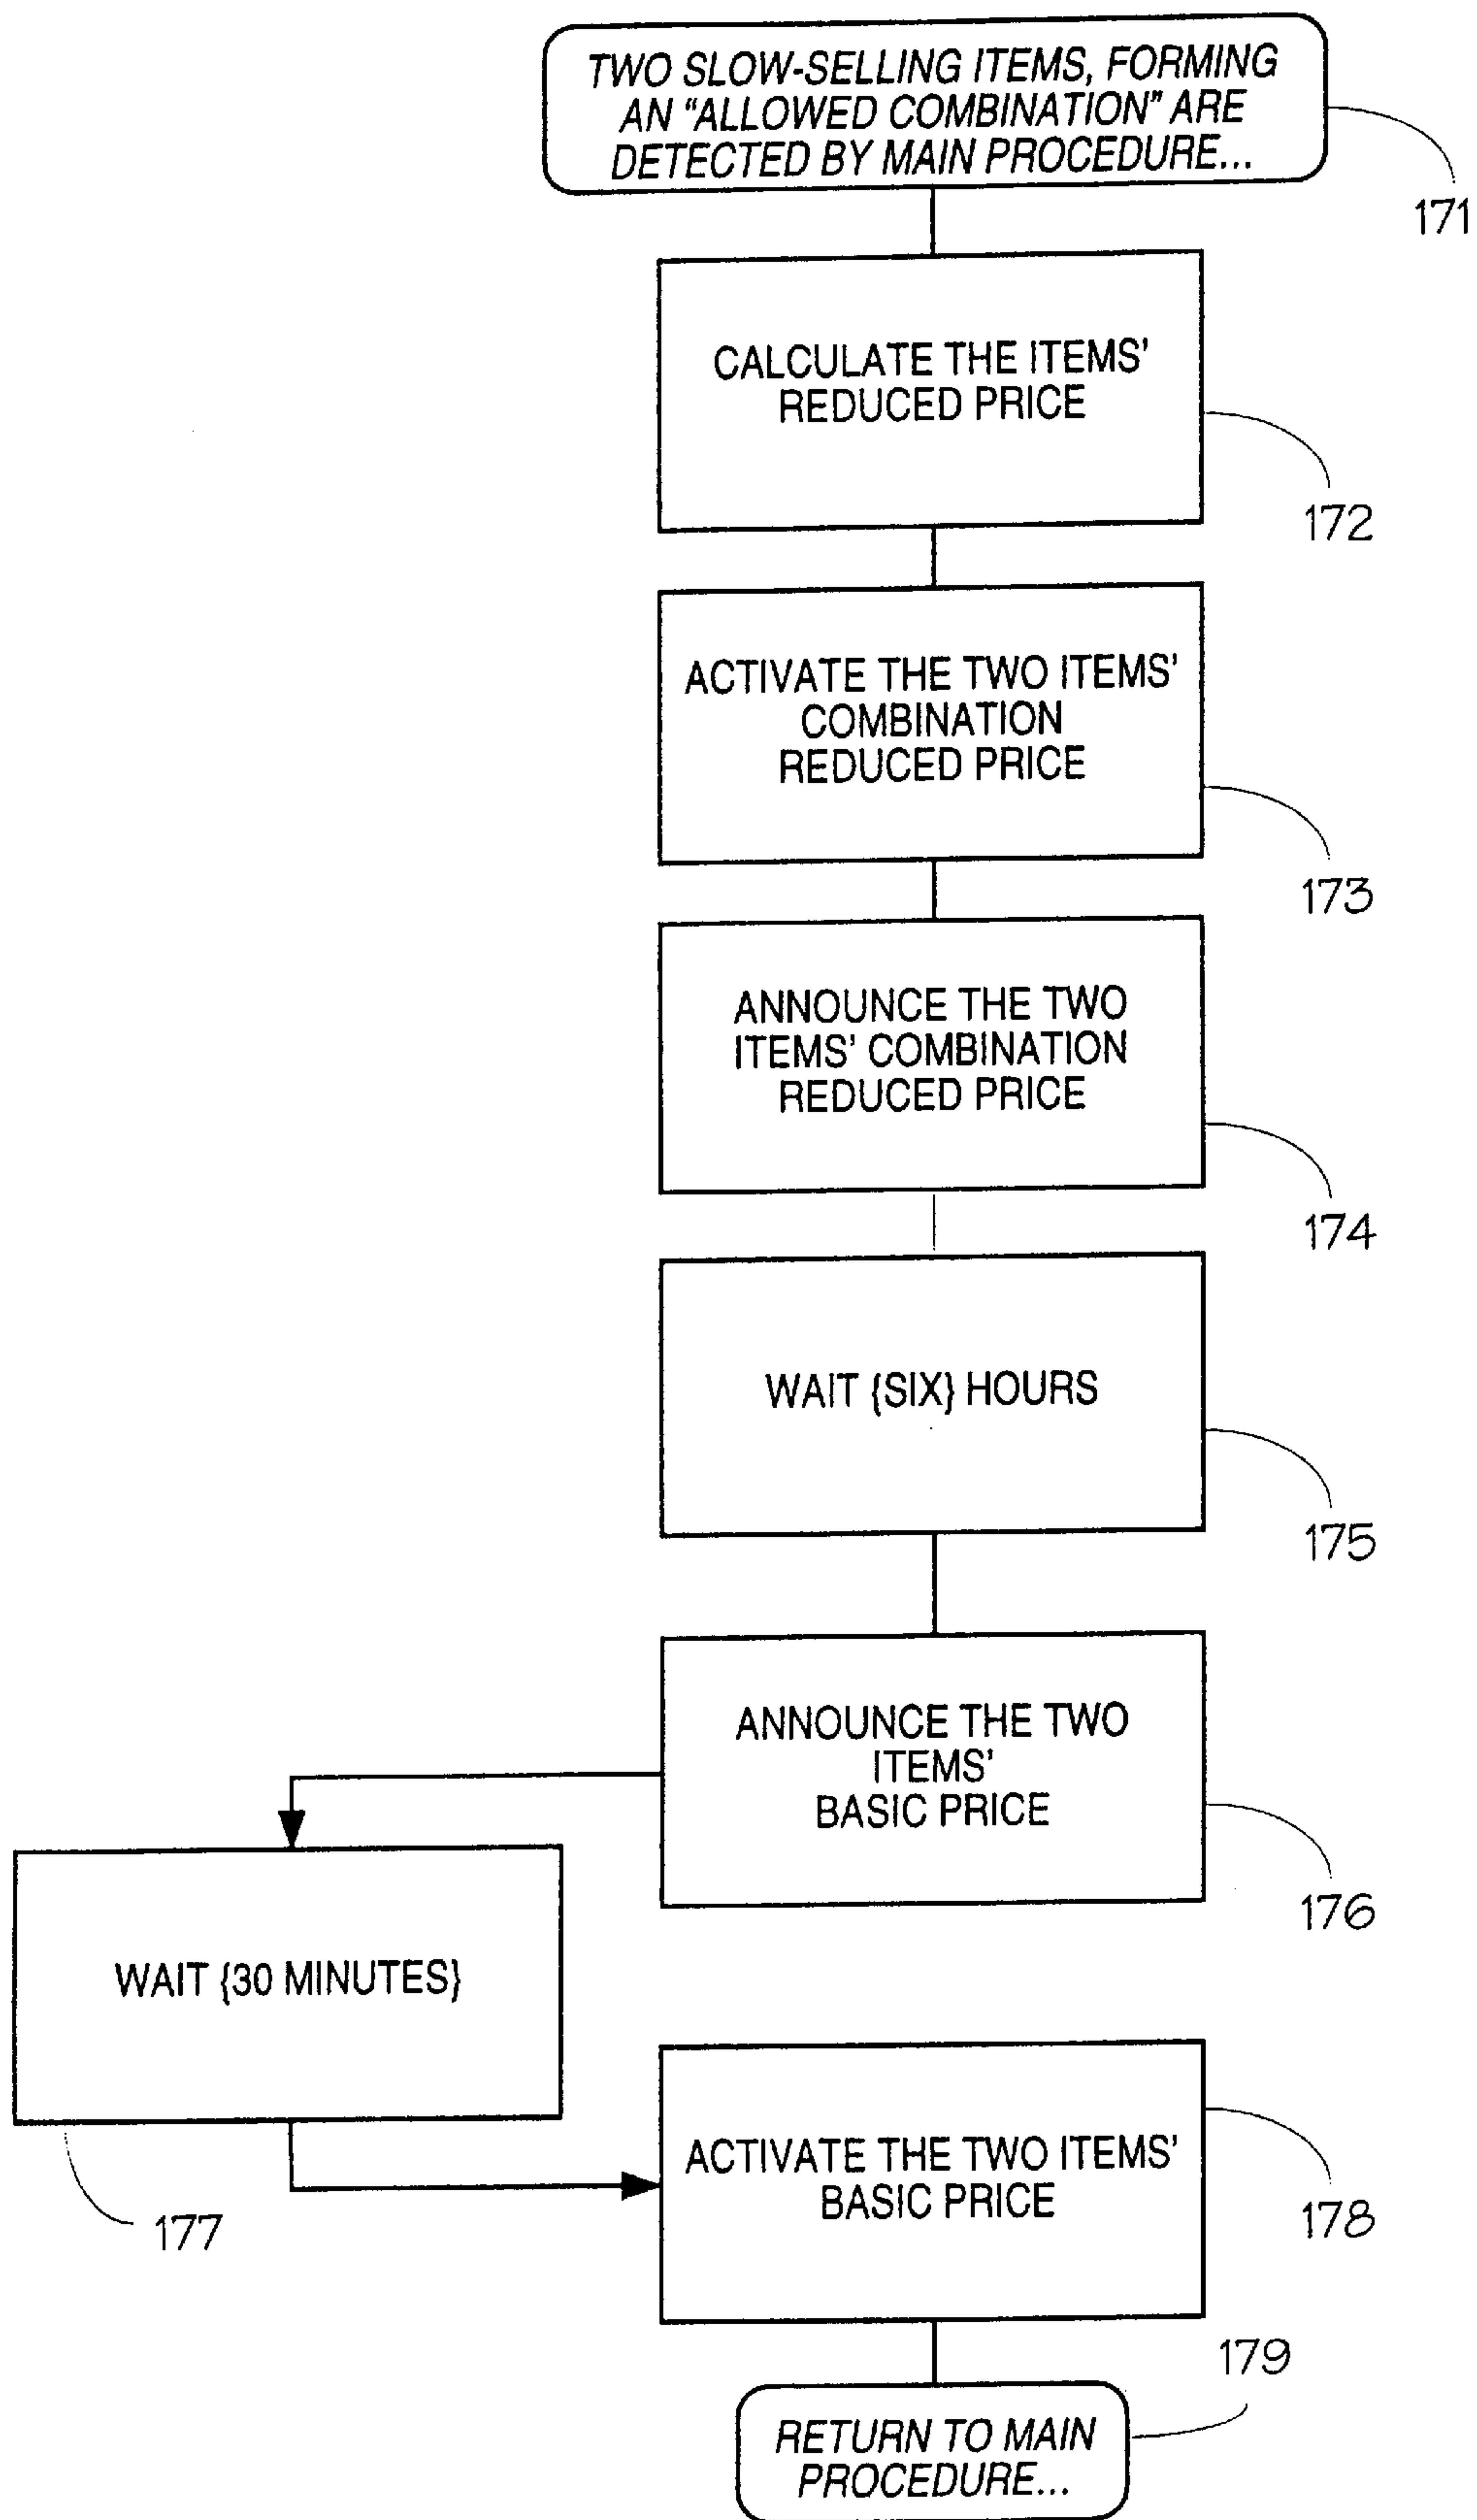 TWO SLOW-SELLING ITEMS, FORMING
AN "ALLOWED COMBINATION" ARE
DETECTED BY MAIN PROCEDURE...
171
CALCULATE THE ITEMS'
REDUCED PRICE
172
ACTIVATE THE TWO ITEMS'
COMBINATION
REDUCED PRICE
173
ANNOUNCE THE TWO
ITEMS' COMBINATION
REDUCED PRICE
174
WAIT {SIX} HOURS
175
ANNOUNCE THE TWO
ITEMS'
BASIC PRICE
176
WAIT {30 MINUTES}
177
ACTIVATE THE TWO ITEMS'
BASIC PRICE
178
179
RETURN TO MAIN
PROCEDURE...